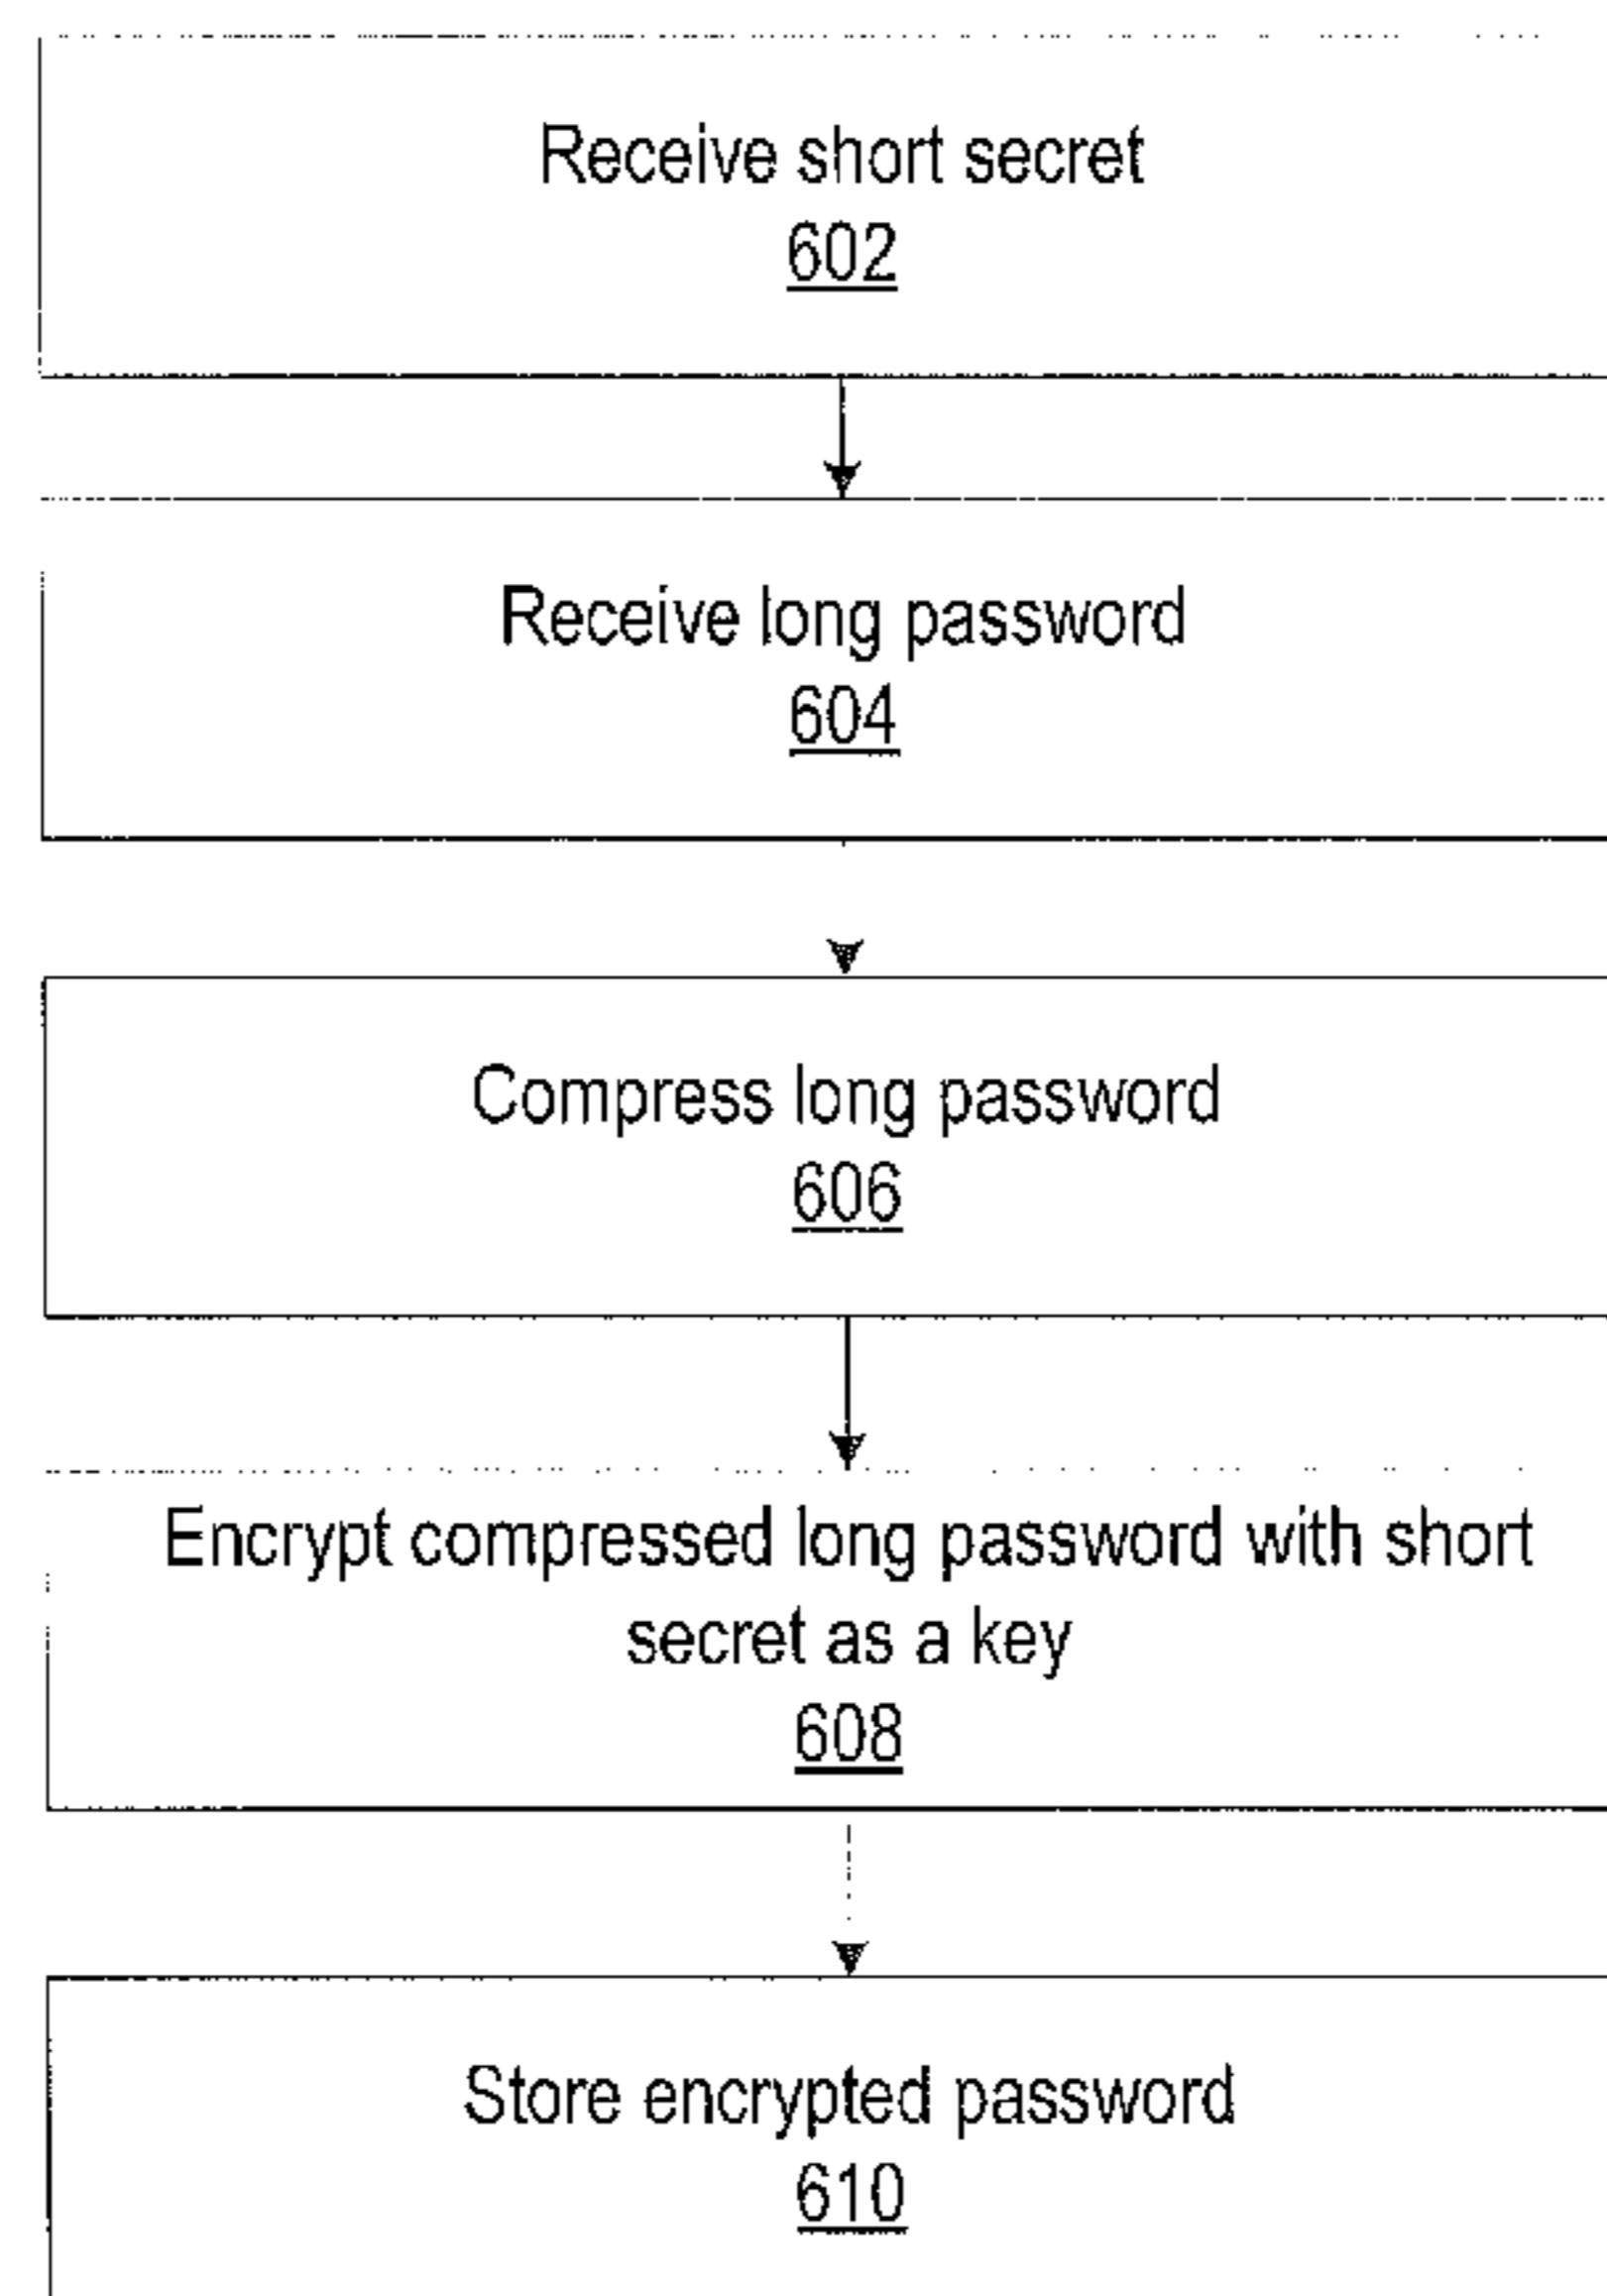 Receive short secret
602
Receive long password
604
Compress long password
606
Encrypt compressed long password with short
secret as a key
608
Store encrypted password
610